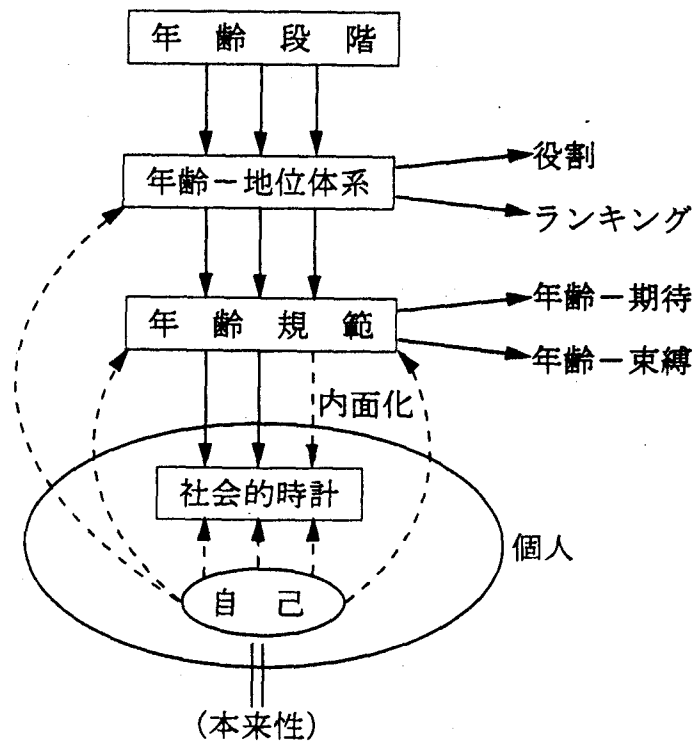 年齢段階
役割
年齢－地位体系
ランキング
年齢－期待
年齢規範
年齢－束縛
内面化
社会的時計
個人
自己
(本来性)